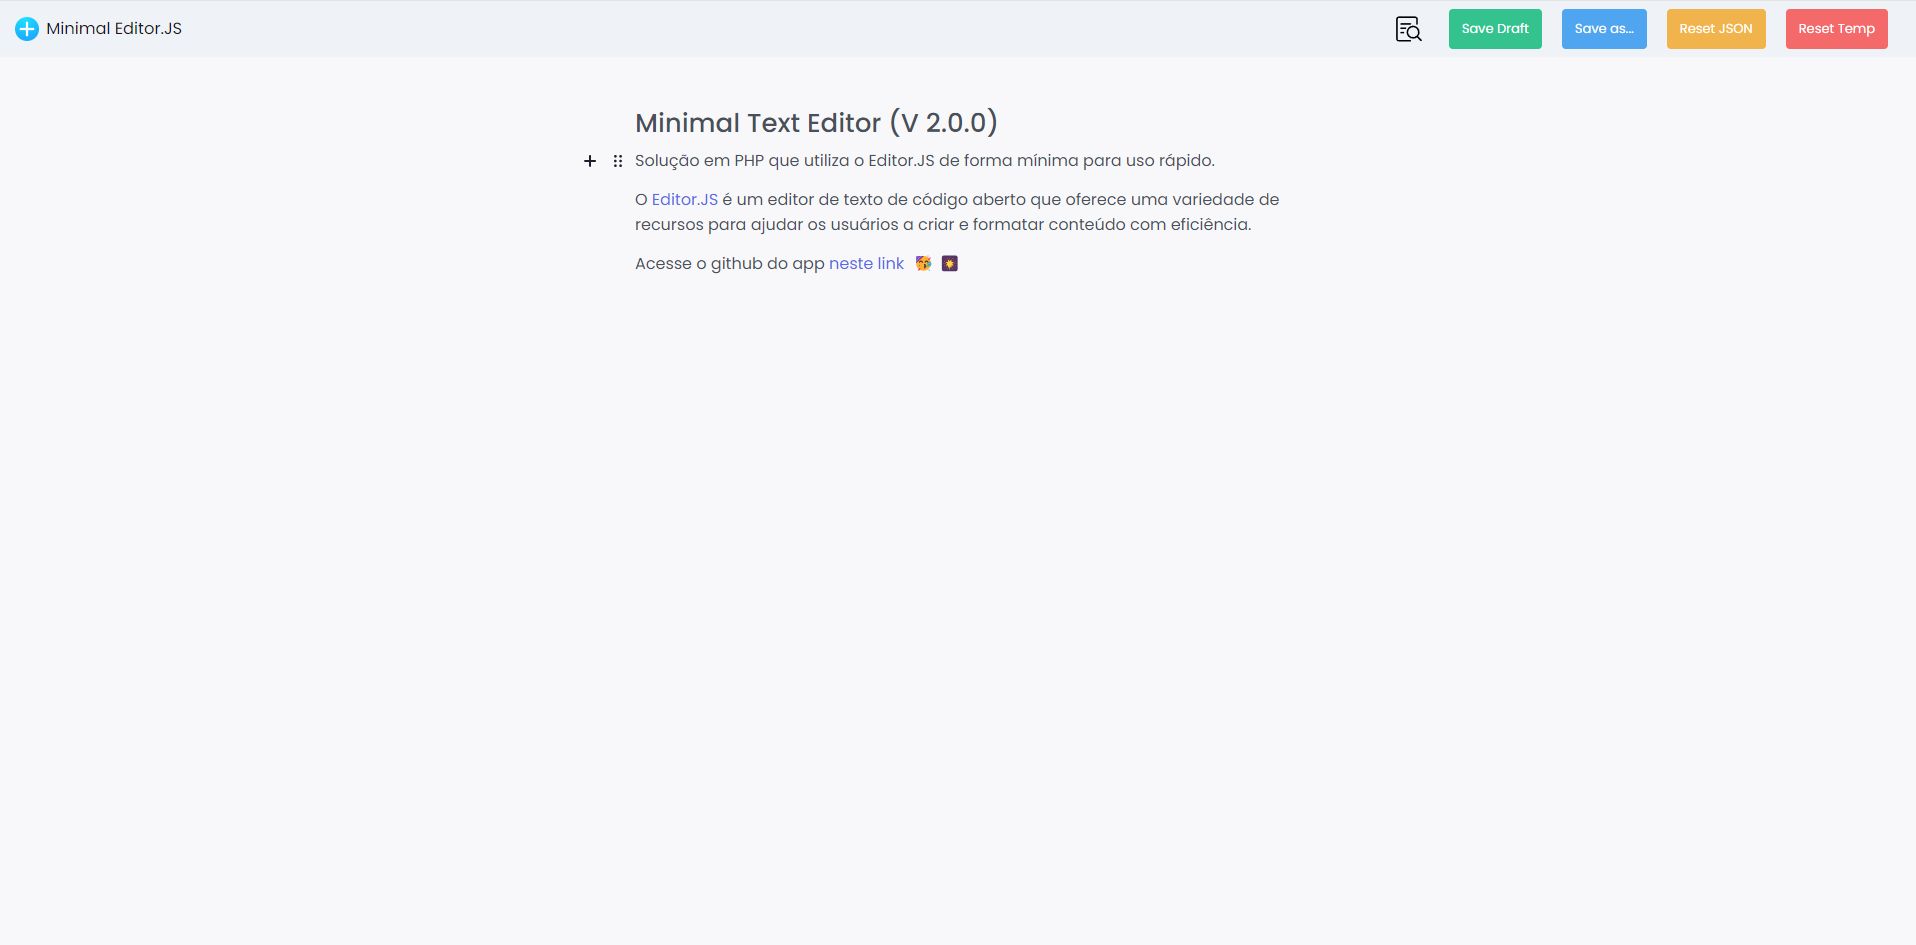 Minimal Editor.JS
Save Draft
Save as...
Reset JSON
Reset Temp
Minimal Text Editor (V 2.0.0)
Solução em PHP que utiliza o Editor.JS de forma mínima para uso rápido.
O Editor.JS é um editor de texto de código aberto que oferece uma variedade de
recursos para ajudar os usuários a criar e formatar conteúdo com eficiência.
Acesse o github do app neste link 🥳 🎇